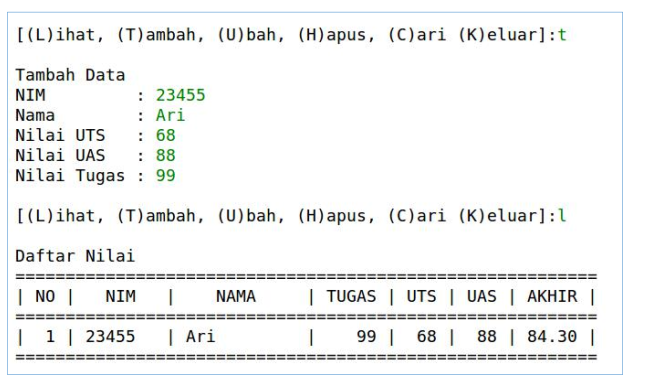 [(L)ihat, (T)ambah, (U)bah, (H)apus, (C)ari (K)eluar]:t
Tambah Data
NIM         : 23455
Nama        : Ari
Nilai UTS   : 68
Nilai UAS   : 88
Nilai Tugas : 99
[(L)ihat, (T)ambah, (U)bah, (H)apus, (C)ari (K)eluar]:l
Daftar Nilai
==========================================================
| NO |   NIM   |    NAMA     | TUGAS | UTS | UAS | AKHIR |
==========================================================
|  1 | 23455   | Ari         |    99 |  68 |  88 | 84.30 |
==========================================================